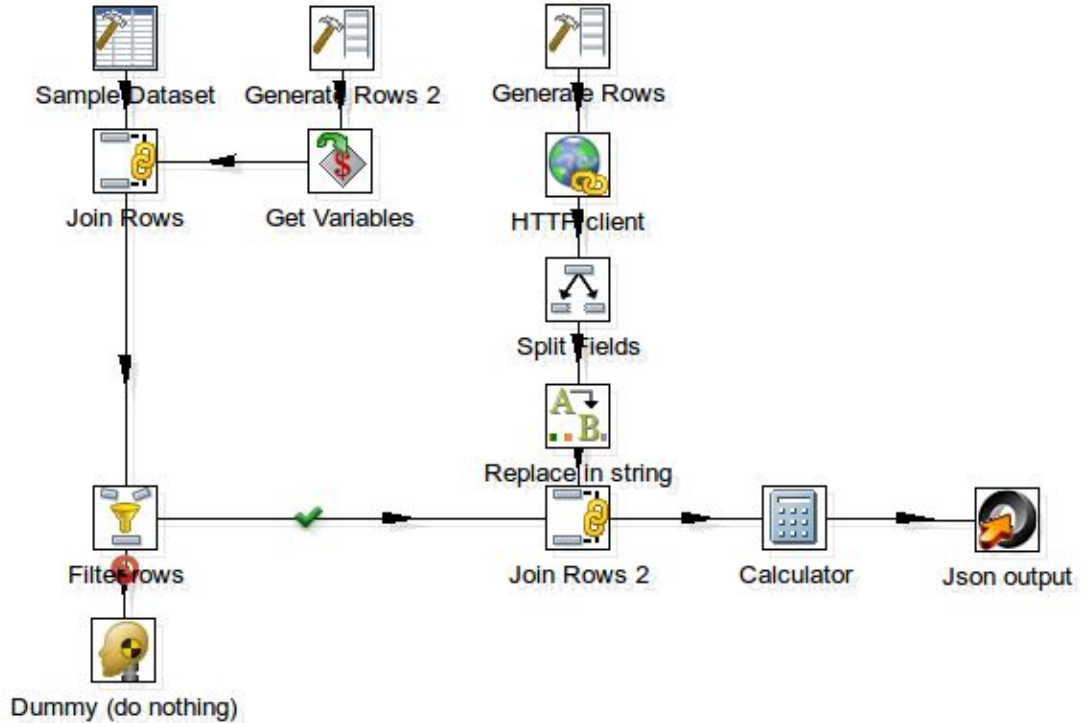 Sample Dataset
Generate Rows 2
Generate Rows
Join Rows
$
Get Variables
HTTP client
Split Fields
A
B
Replace in string
Filter rows
Join Rows 2
Calculator
Json output
Dummy (do nothing)